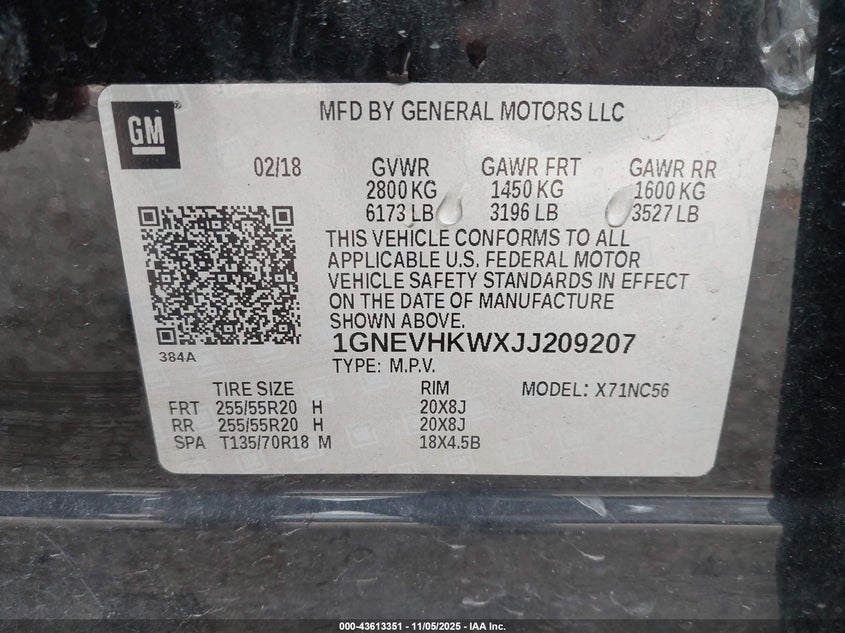 GM®
MFD BY GENERAL MOTORS LLC
02/18 GVWR GAWR FRT GAWR RR
2800 KG 1450 KG 1600 KG
6173 LB 3196 LB 3527 LB
THIS VEHICLE CONFORMS TO ALL
APPLICABLE U.S. FEDERAL MOTOR
VEHICLE SAFETY STANDARDS IN EFFECT
ON THE DATE OF MANUFACTURE
SHOWN ABOVE.
384A
1GNEVHKWXJJ209207
TYPE: M.P.V.
TIRE SIZE RIM MODEL: X71NC56
FRT 255/55R20 H 20X8J
RR 255/55R20 H 20X8J
SPA T135/70R18 M 18X4.5B
000-43613351 - 11/05/2025 - IAA Inc.